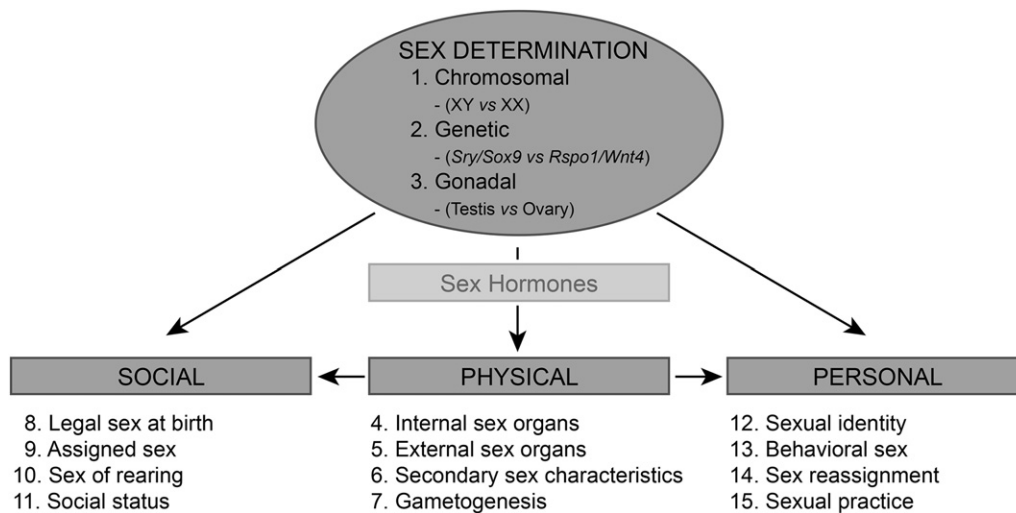 SEX DETERMINATION
1. Chromosomal
- (XY vs XX)
2. Genetic
- (Sry/Sox9 vs Rspo1/Wnt4)
3. Gonadal
- (Testis vs Ovary)
Sex Hormones
SOCIAL
8. Legal sex at birth
9. Assigned sex
10. Sex of rearing
11. Social status
PHYSICAL
4. Internal sex organs
5. External sex organs
6. Secondary sex characteristics
7. Gametogenesis
PERSONAL
12. Sexual identity
13. Behavioral sex
14. Sex reassignment
15. Sexual practice